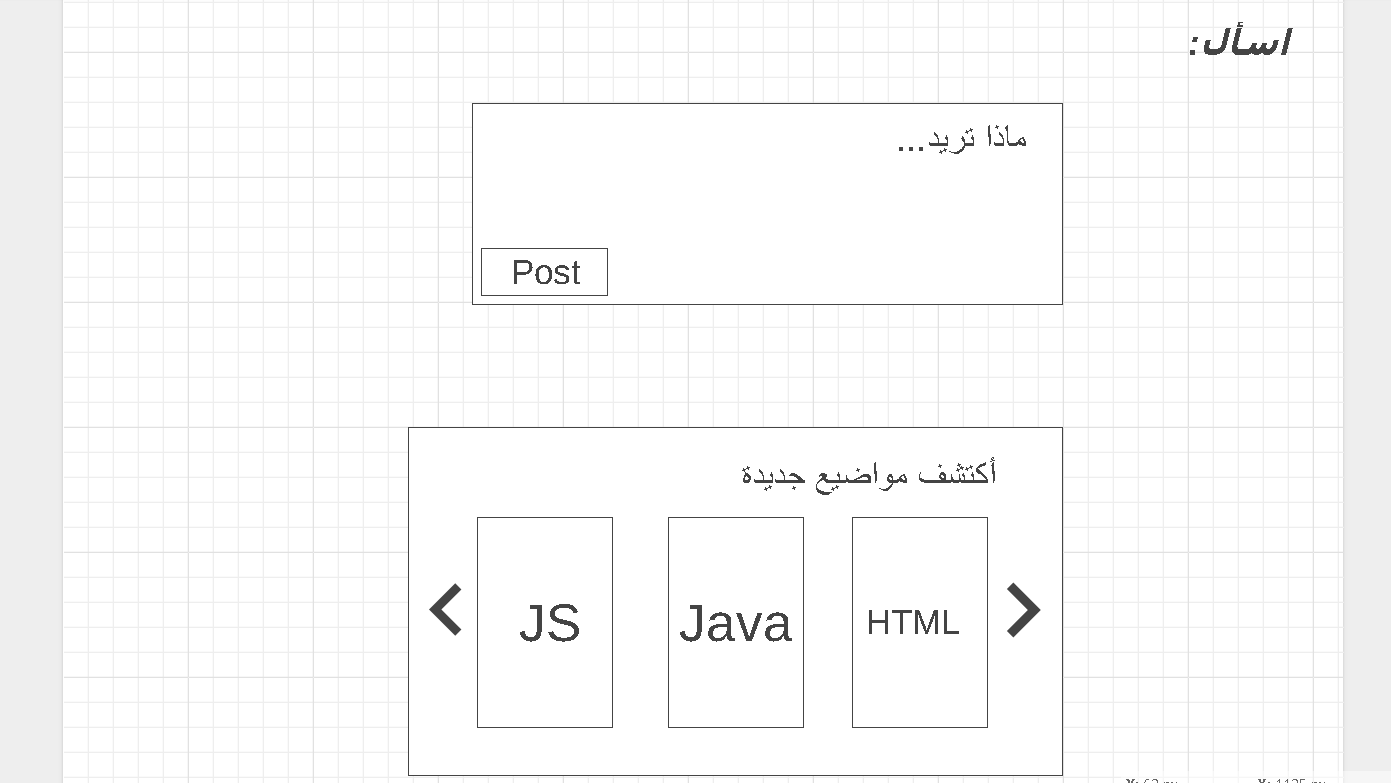 اسأل:
ماذا تريد...
Post
أكتشف مواضيع جديدة
JS
Java
HTML